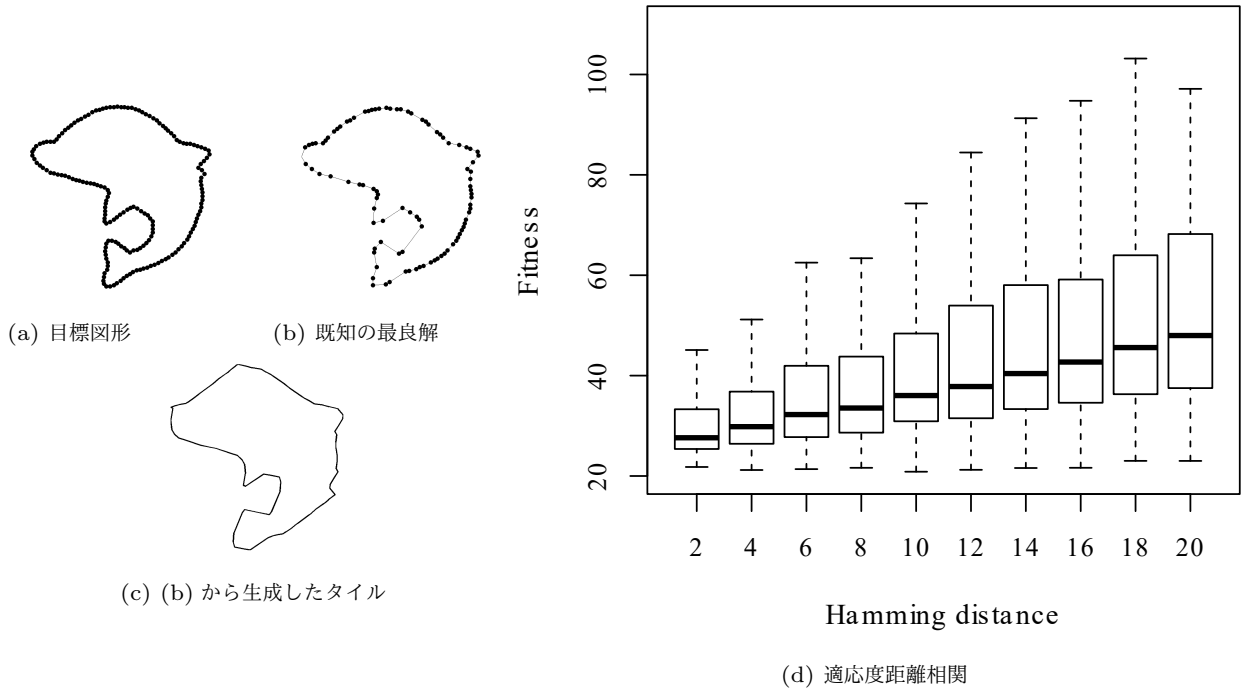 (a) 目標図形
(b) 既知の最良解
(c) (b) から生成したタイル
Fitness
100
80
60
40
20
2 4 6 8 10 12 14 16 18 20
Hamming distance
(d) 適応度距離相関